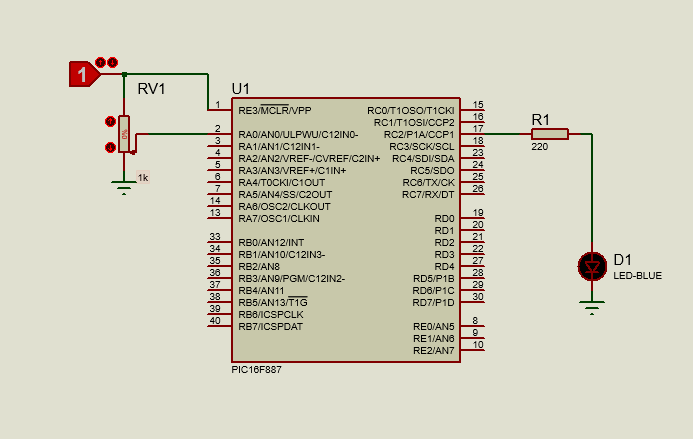 1
RV1
0%
1k
U1
1 RE3/MCLR/VPP
2 RA0/AN0/ULPWU/C12IN0-
3 RA1/AN1/C12IN1-
4 RA2/AN2/VREF-/CVREF/C2IN+
5 RA3/AN3/VREF+/C1IN+
6 RA4/T0CKI/C1OUT
7 RA5/AN4/SS/C2OUT
14 RA6/OSC2/CLKOUT
13 RA7/OSC1/CLKIN
33 RB0/AN12/INT
34 RB1/AN10/C12IN3-
35 RB2/AN8
36 RB3/AN9/PGM/C12IN2-
37 RB4/AN11
38 RB5/AN13/T1G
39 RB6/ICSPCLK
40 RB7/ICSPDAT
RC0/T1OSO/T1CKI 15
RC1/T1OSI/CCP2 16
RC2/P1A/CCP1 17
RC3/SCK/SCL 18
RC4/SDI/SDA 23
RC5/SDO 24
RC6/TX/CK 25
RC7/RX/DT 26
RD0 19
RD1 20
RD2 21
RD3 22
RD4 27
RD5/P1B 28
RD6/P1C 29
RD7/P1D 30
RE0/AN5 8
RE1/AN6 9
RE2/AN7 10
PIC16F887
R1
220
D1
LED-BLUE